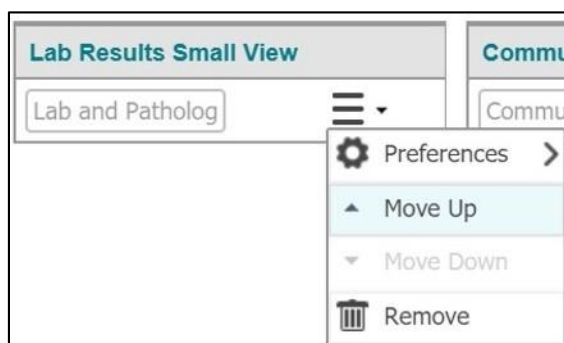 Lab Results Small View
Commu
Lab and Patholog
Commu
Preferences
Move Up
Move Down
Remove